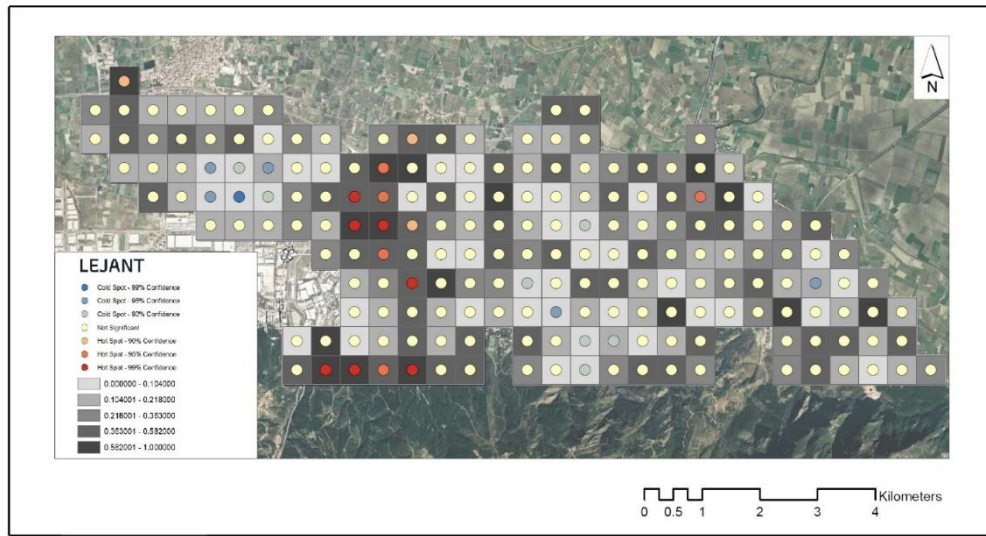 N
LEJANT
Cold Spot - 99% Confidence
Cold Spot - 95% Confidence
Cold Spot - 90% Confidence
Not Significant
Hot Spot - 90% Confidence
Hot Spot - 95% Confidence
Hot Spot - 99% Confidence
0.000000 - 0.104000
0.104001 - 0.218000
0.218001 - 0.353000
0.353001 - 0.582000
0.582001 - 1.000000
Kilometers
0 0.5 1 2 3 4